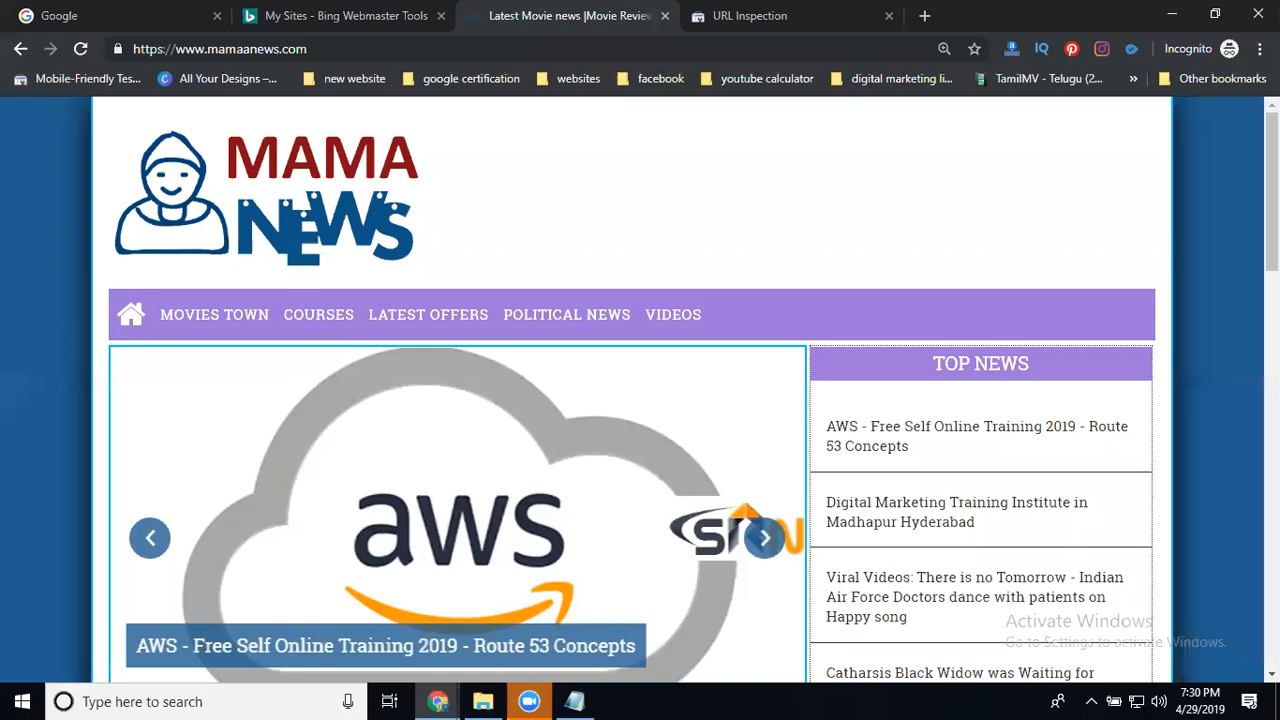 Google
My Sites - Bing Webmaster Tools
Latest Movie news |Movie Review
URL Inspection
https://www.mamaanews.com
Incognito
Mobile-Friendly Tes...
All Your Designs –...
new website
google certification
websites
facebook
youtube calculator
digital marketing li...
TamilMV - Telugu (2...
Other bookmarks
MAMA
NEWS
MOVIES TOWN
COURSES
LATEST OFFERS
POLITICAL NEWS
VIDEOS
aws
AWS - Free Self Online Training 2019 - Route 53 Concepts
TOP NEWS
AWS - Free Self Online Training 2019 - Route
53 Concepts
Digital Marketing Training Institute in
Madhapur Hyderabad
Viral Videos: There is no Tomorrow - Indian
Air Force Doctors dance with patients on
Happy song
Catharsis Black Widow was Waiting for
Activate Windows
Go to Settings to activate Windows.
Type here to search
7:30 PM
4/29/2019